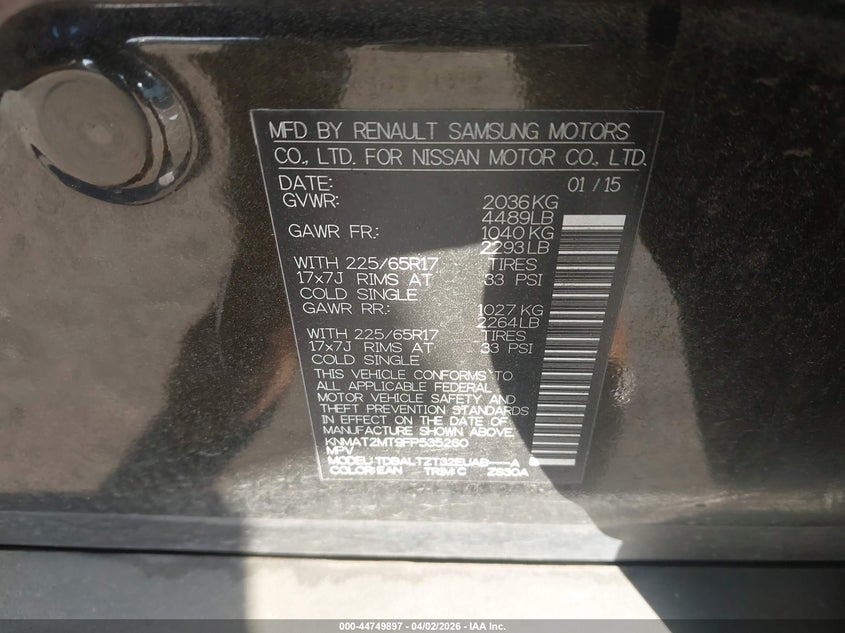 MFD BY RENAULT SAMSUNG MOTORS
CO., LTD. FOR NISSAN MOTOR CO., LTD.
DATE: 01 / 15
GVWR: 2036 KG
4489 LB
GAWR FR.: 1040 KG
2293 LB
WITH 225/65R17 TIRES
17x7J RIMS AT 33 PSI
COLD SINGLE
GAWR RR.: 1027 KG
2264 LB
WITH 225/65R17 TIRES
17x7J RIMS AT 33 PSI
COLD SINGLE
THIS VEHICLE CONFORMS TO
ALL APPLICABLE FEDERAL
MOTOR VEHICLE SAFETY AND
THEFT PREVENTION STANDARDS
IN EFFECT ON THE DATE OF
MANUFACTURE SHOWN ABOVE.
KNMAT2MT9FP535260
MPV
MODEL:
COLOR:EAN TRIM:C
000-44749897 - 04/02/2026 - IAA Inc.